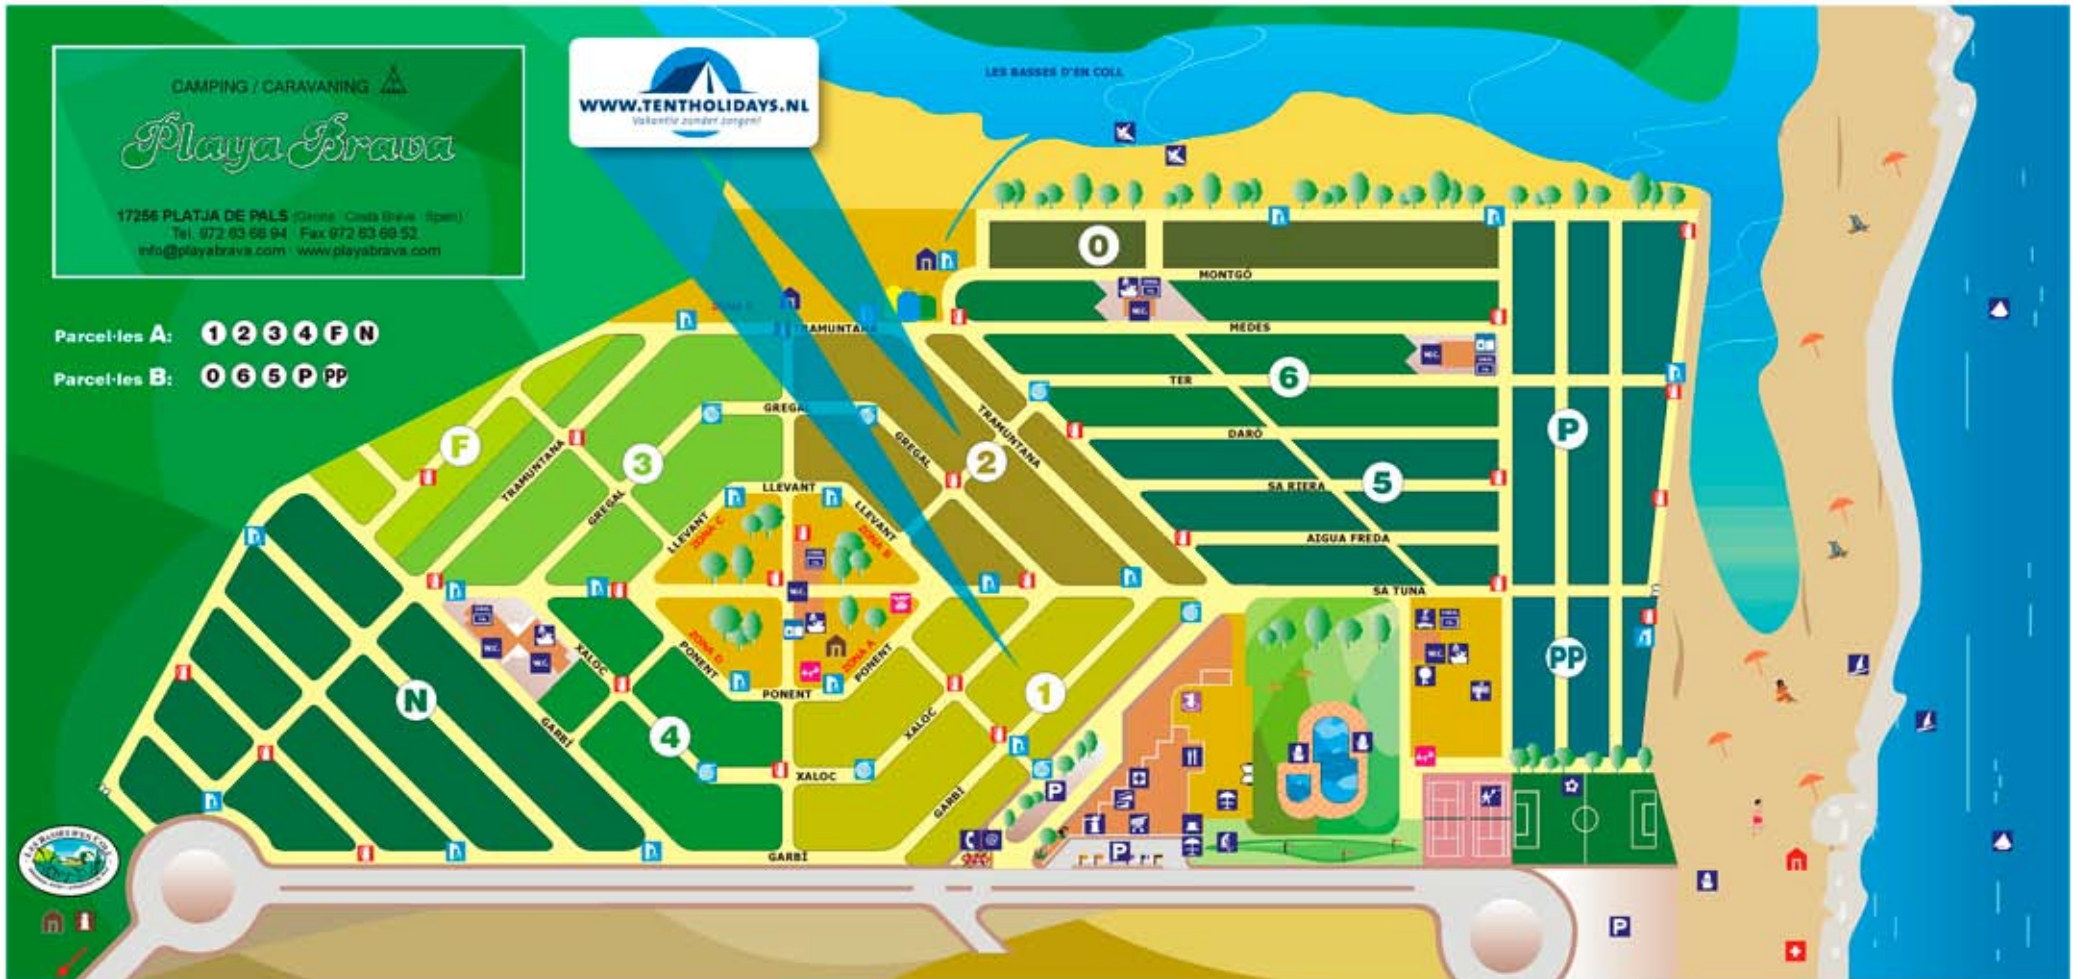 CAMPING / CARAVANING
Playa Brava
17256 PLATJA DE PALS (Girona · Costa Brava · Spain)
Tel. 972 63 66 94 · Fax 972 63 69 52
info@playabrava.com · www.playabrava.com
Parcel·les A: 1 2 3 4 F N
Parcel·les B: 0 6 5 P PP
WWW.TENTHOLIDAYS.NL
Vakantie zonder zorgen!
LES BASSES D'EN COLL
0
MONTGÓ
W.C.
TRAMUNTANA
MEDES
W.C.
TER
6
GREGAL
TRAMUNTANA
P
F
3
GREGAL
2
DARÓ
TRAMUNTANA
LLEVANT
SA RIERA
5
GREGAL
LLEVANT
ZONA C
LLEVANT
ZONA B
AIGUA FREDA
W.C.
SA TUNA
W.C.
W.C.
XALOC
PONENT
ZONA D
ZONA A
PONENT
W.C.
PP
N
PONENT
1
GARBÍ
4
XALOC
XALOC
GARBÍ
P
@
P
GARBÍ
P